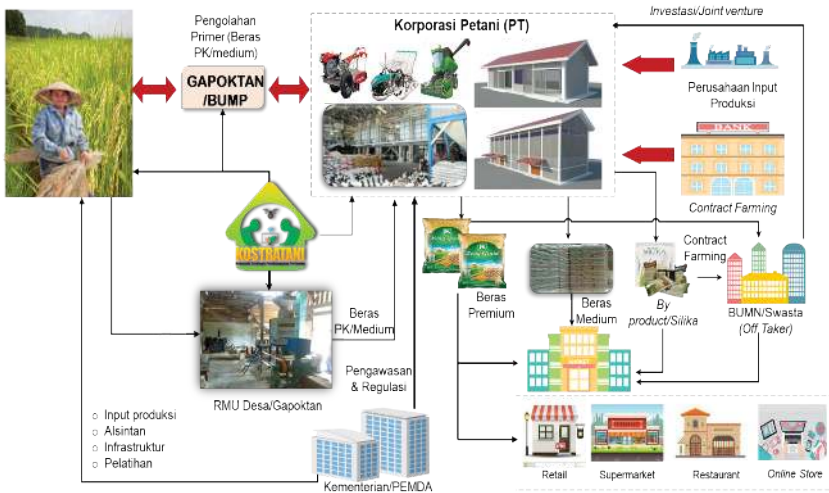 Pengolahan
Primer (Beras
PK/medium)
GAPOKTAN
/BUMP
Korporasi Petani (PT)
Investasi/Joint venture
Perusahaan Input
Produksi
BANK
Contract Farming
KOSTRATANI
Beras
PK/Medium
RMU Desa/Gapoktan
Pengawasan
& Regulasi
Beras
Premium
Beras
Medium
By
product/Silika
Contract
Farming
BUMN/Swasta
(Off Taker)
○ Input produksi
○ Alsintan
○ Infrastruktur
○ Pelatihan
Kementerian/PEMDA
Retail
Supermarket
Restaurant
Online Store